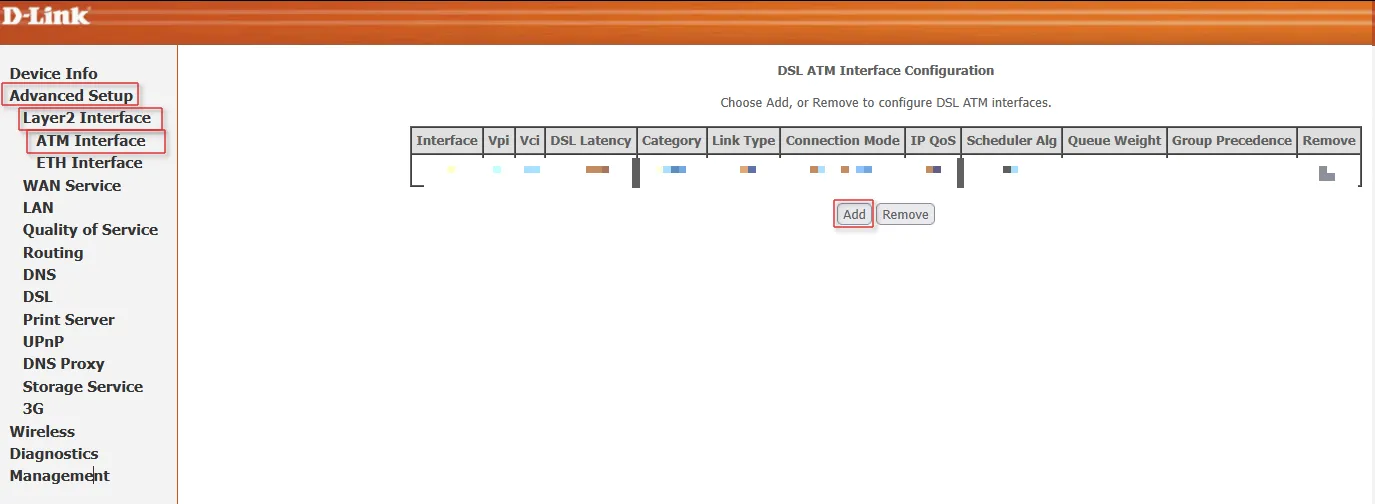 D-Link
Device Info
Advanced Setup
Layer2 Interface
ATM Interface
ETH Interface
WAN Service
LAN
Quality of Service
Routing
DNS
DSL
Print Server
UPnP
DNS Proxy
Storage Service
3G
Wireless
Diagnostics
Management
DSL ATM Interface Configuration
Choose Add, or Remove to configure DSL ATM interfaces.
Interface Vpi Vci DSL Latency Category Link Type Connection Mode IP QoS Scheduler Alg Queue Weight Group Precedence Remove
Add Remove